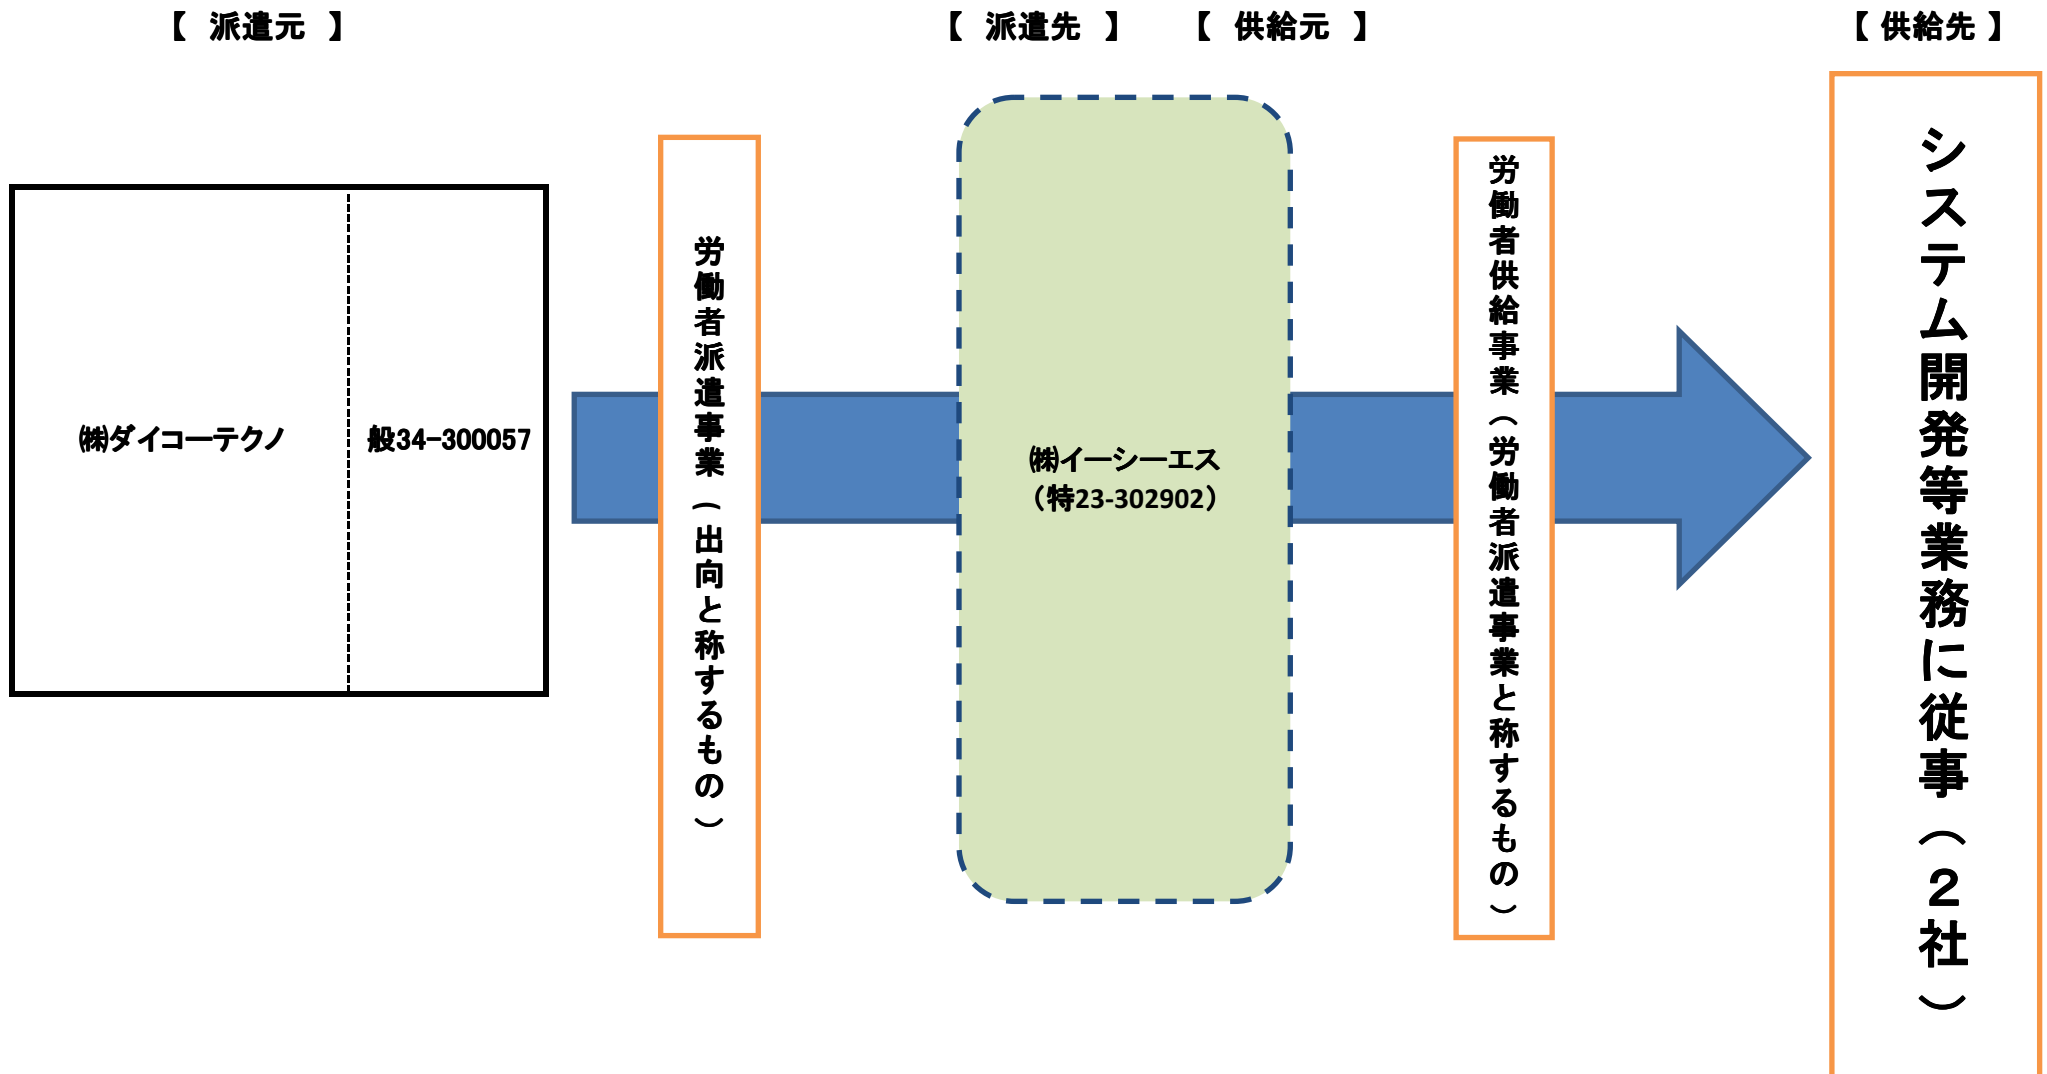 【 派遣元 】
【 派遣先 】
【 供給元 】
【 供給先 】
㈱ダイコーテクノ
般34-300057
労働者派遣事業(出向と称するもの)
㈱イーシーエス
(特23-302902)
労働者供給事業(労働者派遣事業と称するもの)
システム開発等業務に従事(2社)